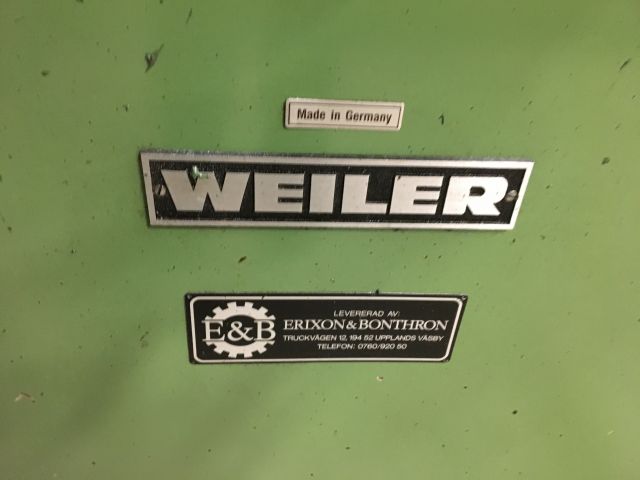 Made in Germany
WEILER
E&B
LEVERERAD AV:
ERIXON&BONTHRON
TRUCKVÄGEN 12, 194 52 UPPLANDS VÄSBY
TELEFON: 0760/920 50